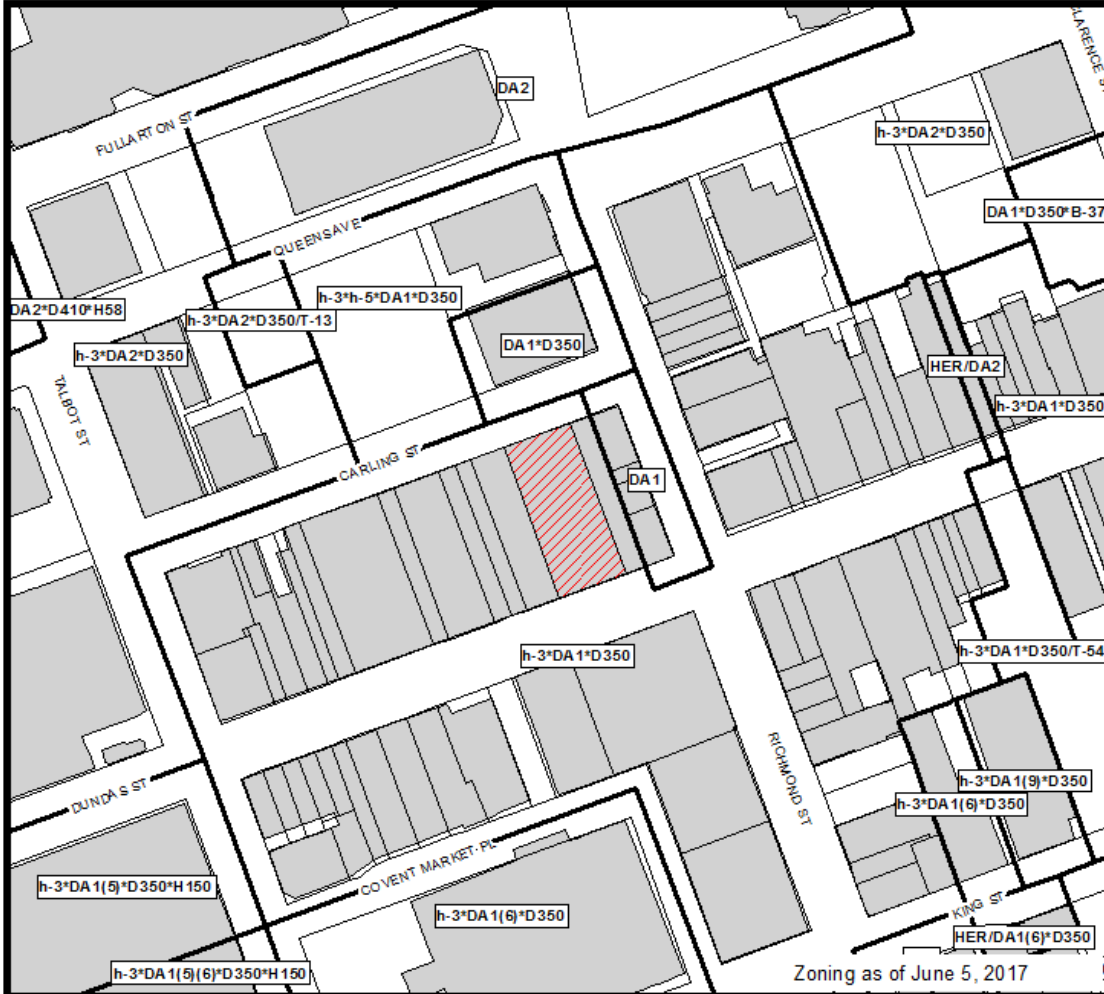 CLARENCE ST
DA2
FULLARTON ST
h-3*DA2*D350
DA1*D350*B-37
QUEENS AVE
h-3*h-5*DA1*D350
DA2*D410*H58
h-3*DA2*D350/T-13
DA1*D350
h-3*DA2*D350
HER/DA2
h-3*DA1*D350
TALBOT ST
CARLING ST
DA1
h-3*DA1*D350
h-3*DA1*D350/T-54
RICHMOND ST
DUNDAS ST
h-3*DA1(9)*D350
h-3*DA1(6)*D350
COVENT MARKET PL
h-3*DA1(5)*D350*H150
h-3*DA1(6)*D350
KING ST
HER/DA1(6)*D350
h-3*DA1(5)(6)*D350*H150
Zoning as of June 5, 2017